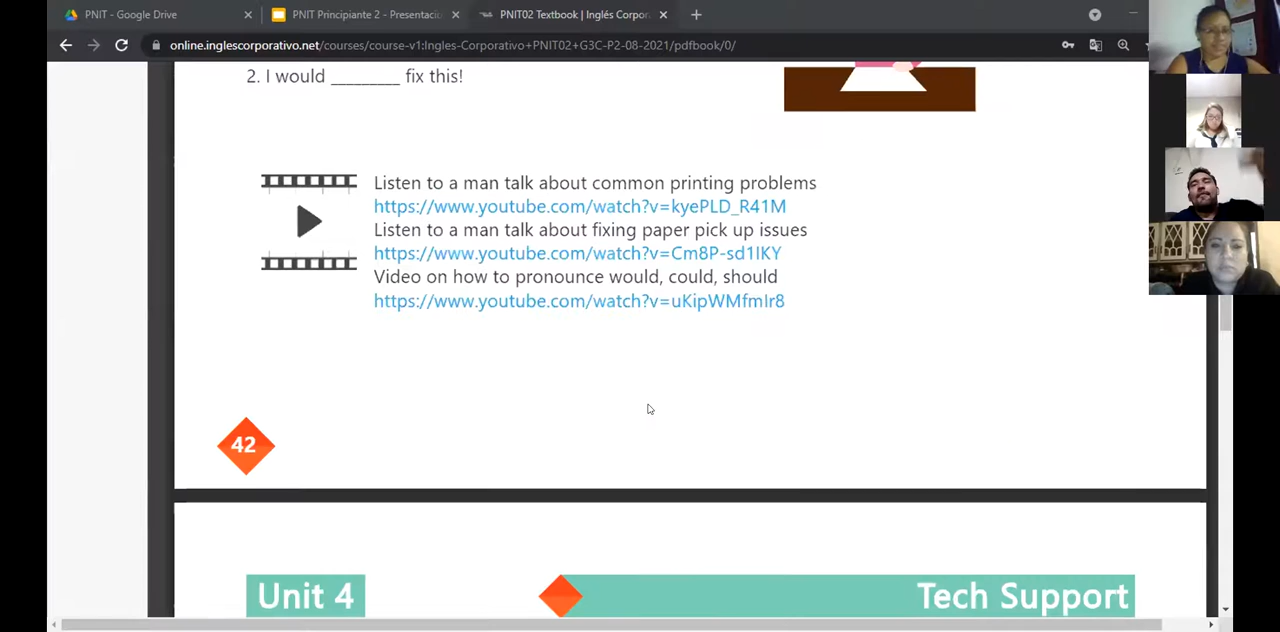 PNIT - Google Drive
PNIT Principiante 2 - Presentaci
PNIT02 Textbook | Inglés Corpor
online.inglescorporativo.net/courses/course-v1:Ingles-Corporativo+PNIT02+G3C-P2-08-2021/pdfbook/0/
2. I would ________ fix this!
Listen to a man talk about common printing problems
https://www.youtube.com/watch?v=kyePLD_R41M
Listen to a man talk about fixing paper pick up issues
https://www.youtube.com/watch?v=Cm8P-sd1IKY
Video on how to pronounce would, could, should
https://www.youtube.com/watch?v=uKipWMfmIr8
42
Unit 4
Tech Support